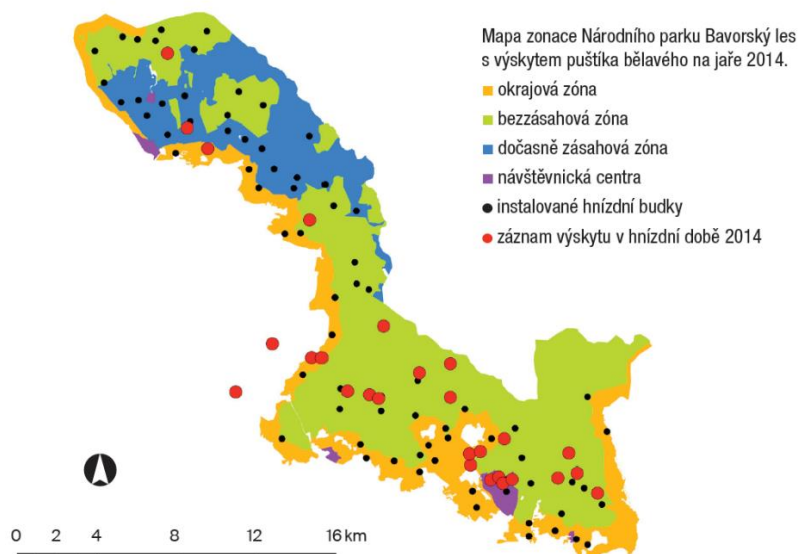 Mapa zonace Národního parku Bavorský les
s výskytem puštíka bělavého na jaře 2014.
okrajová zóna
bezzásahová zóna
dočasně zásahová zóna
návštěvnická centra
instalované hnízdní budky
záznam výskytu v hnízdní době 2014
0 2 4 8 12 16 km